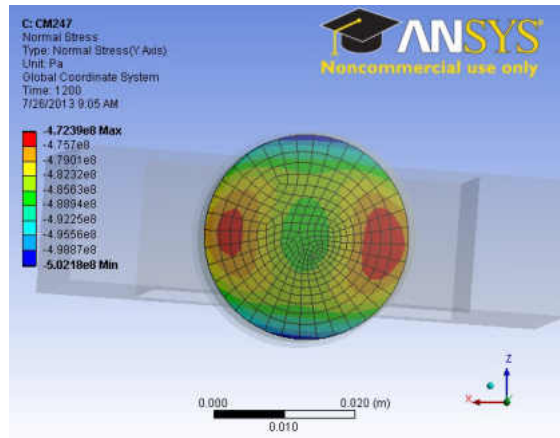 C: CM247
Normal Stress
Type: Normal Stress(Y Axis)
Unit: Pa
Global Coordinate System
Time: 1200
7/26/2013 9:05 AM
ANSYS
Noncommercial use only
-4.7239e8 Max
-4.757e8
-4.7901e8
-4.8232e8
-4.8563e8
-4.8894e8
-4.9225e8
-4.9556e8
-4.9887e8
-5.0218e8 Min
Z
X
0.000 0.020 (m)
0.010